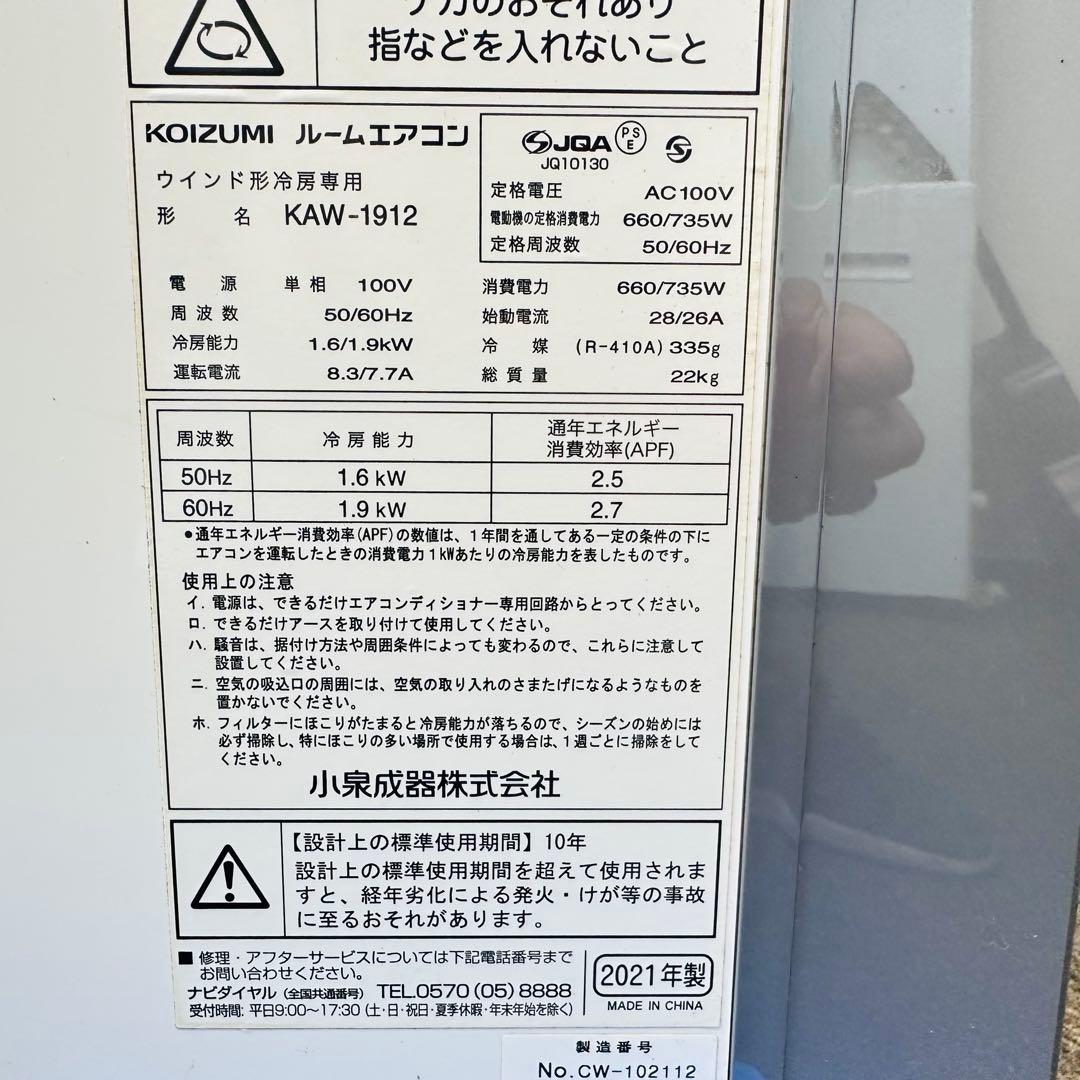 ケガのおそれあり
指などを入れないこと
KOIZUMI ルームエアコン
ウインド形冷房専用
形 名 KAW-1912
JQA PSE S
JQ10130
定格電圧 AC100V
電動機の定格消費電力 660/735W
定格周波数 50/60Hz
電源 単相 100V
周波数 50/60Hz
冷房能力 1.6/1.9kW
運転電流 8.3/7.7A
消費電力 660/735W
始動電流 28/26A
冷媒 (R-410A) 335g
総質量 22kg
周波数 冷房能力 通年エネルギー
消費効率(APF)
50Hz 1.6 kW 2.5
60Hz 1.9 kW 2.7
●通年エネルギー消費効率(APF)の数値は、1年間を通してある一定の条件の下に
エアコンを運転したときの消費電力1kWあたりの冷房能力を表したものです。
使用上の注意
イ. 電源は、できるだけエアコンディショナー専用回路からとってください。
ロ. できるだけアースを取り付けて使用してください。
ハ. 騒音は、据付け方法や周囲条件によっても変わるので、これらに注意して
設置してください。
ニ. 空気の吸込口の周囲には、空気の取り入れのさまたげになるようなものを
置かないでください。
ホ. フィルターにほこりがたまると冷房能力が落ちるので、シーズンの始めには
必ず掃除し、特にほこりの多い場所で使用する場合は、1週ごとに掃除をして
ください。
小泉成器株式会社
【設計上の標準使用期間】10年
設計上の標準使用期間を超えて使用されま
すと、経年劣化による発火・けが等の事故
に至るおそれがあります。
■ 修理・アフターサービスについては下記電話番号まで
お問い合わせください。
ナビダイヤル (全国共通番号) TEL.0570 (05) 8888
受付時間: 平日9:00～17:30 (土・日・祝日・夏季休暇・年末年始を除く)
2021年製
MADE IN CHINA
製造番号
No.CW-102112